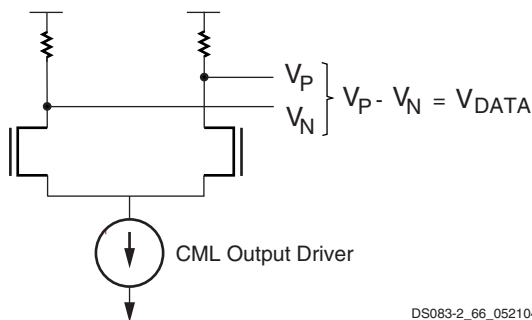 V_P
V_N
V_P - V_N = V_DATA
CML Output Driver
DS083-2_66_052104